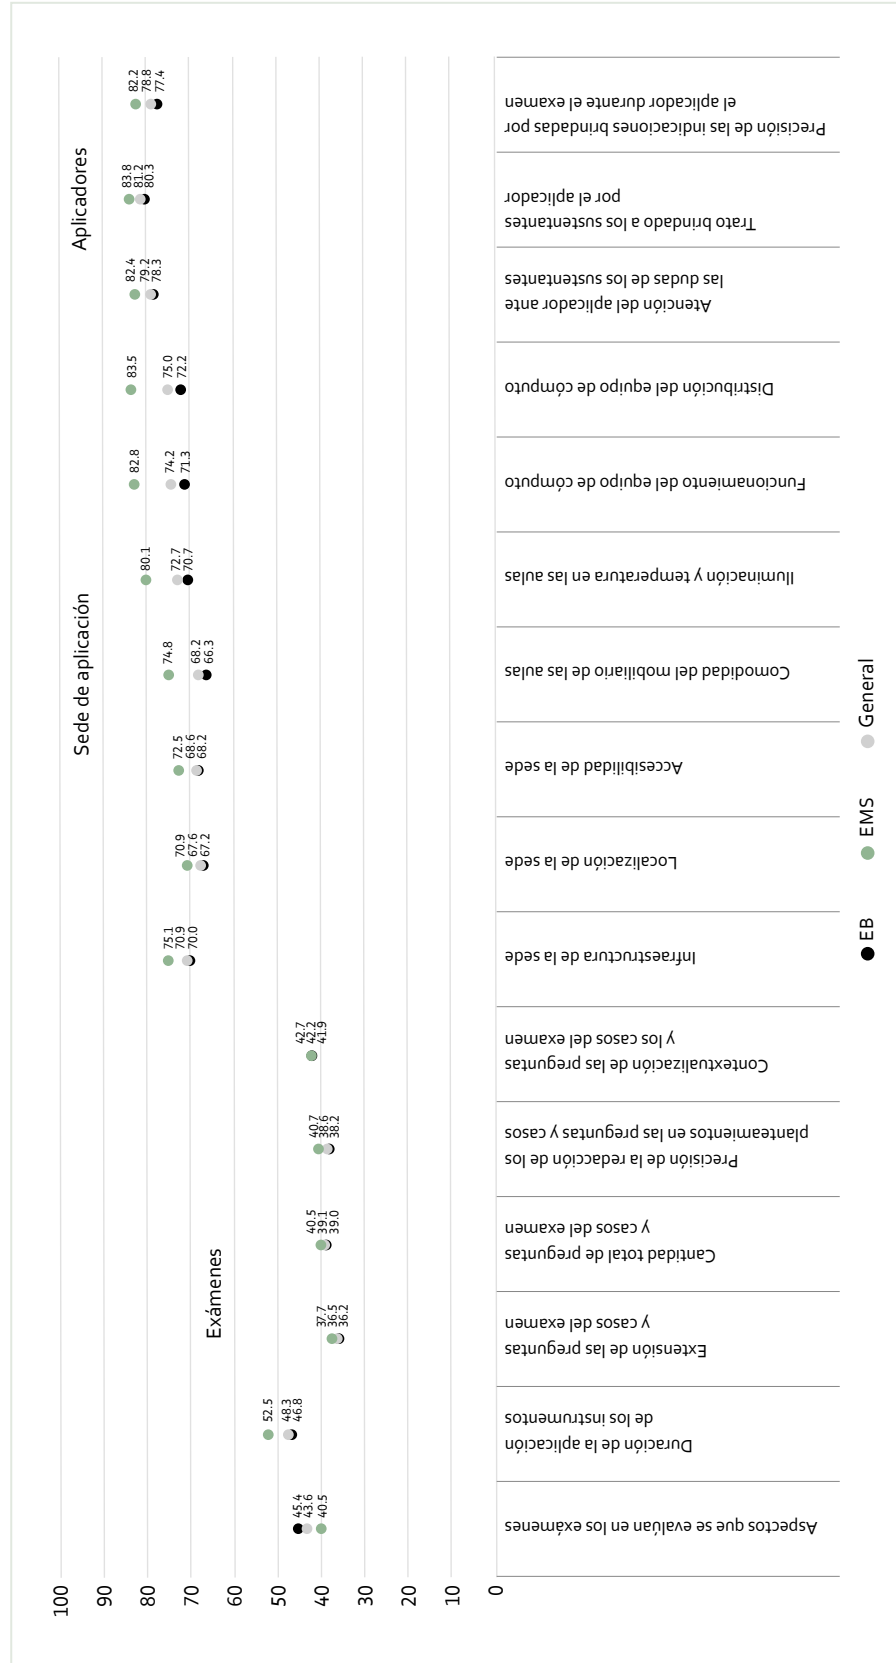 100
90
80
70
60
50
40
30
20
10
0
Exámenes
Sede de aplicación
Aplicadores
45.4
43.6
40.5
Aspectos que se evalúan en los exámenes
52.5
48.3
46.8
Duración de la aplicación
de los instrumentos
37.7
36.5
36.2
Extensión de las preguntas
y casos del examen
40.5
39.1
39.0
Cantidad total de preguntas
y casos del examen
40.7
38.6
38.2
Precisión de la redacción de los
planteamientos en las preguntas y casos
42.7
42.2
41.9
Contextualización de las preguntas
y los casos del examen
75.1
70.9
70.0
Infraestructura de la sede
70.9
67.6
67.2
Localización de la sede
72.5
68.6
68.2
Accesibilidad de la sede
74.8
68.2
66.3
Comodidad del mobiliario de las aulas
80.1
72.7
70.7
Iluminación y temperatura en las aulas
82.8
74.2
71.3
Funcionamiento del equipo de cómputo
83.5
75.0
72.2
Distribución del equipo de cómputo
82.4
79.2
78.3
Atención del aplicador ante
las dudas de los sustentantes
83.8
81.2
80.3
Trato brindado a los sustentantes
por el aplicador
82.2
78.8
77.4
Precisión de las indicaciones brindadas por
el aplicador durante el examen
EB
EMS
General